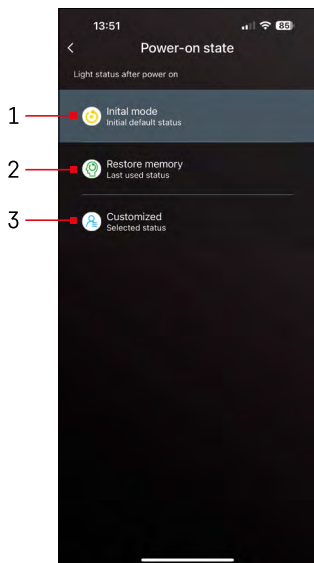 13:51
85
Power-on state
Light status after power on
1
Inital mode
Initial default status
2
Restore memory
Last used status
3
Customized
Selected status